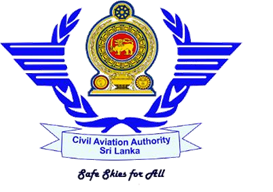 Civil Aviation Authority
Sri Lanka
Safe Skies for All